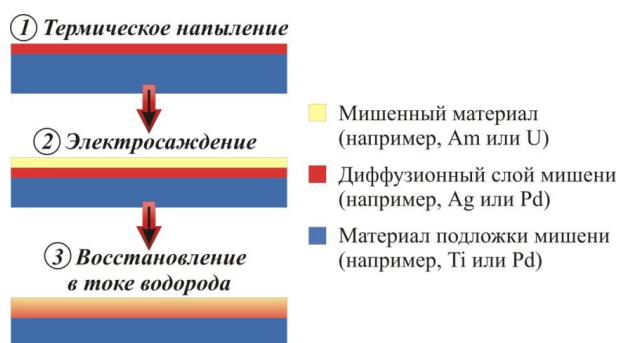 1 Термическое напыление
2 Электросаждение
3 Восстановление
в токе водорода
Мишенный материал
(например, Am или U)
Диффузионный слой мишени
(например, Ag или Pd)
Материал подложки мишени
(например, Ti или Pd)